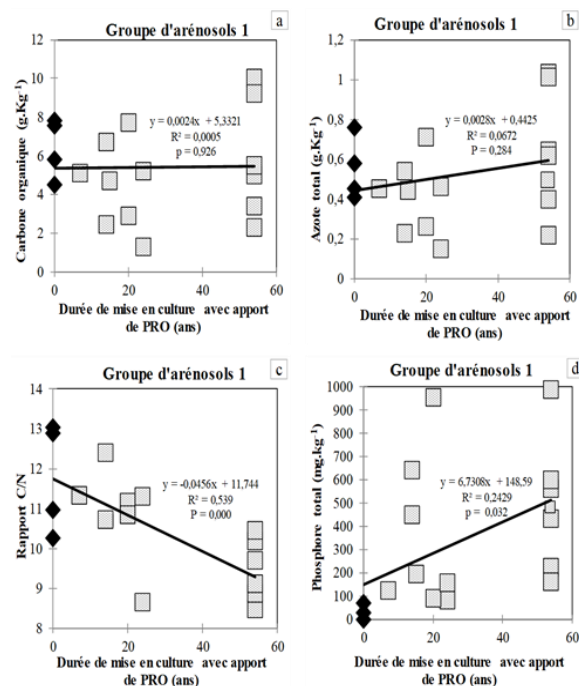 a
Groupe d'arénosols 1
Carbone organique (g.Kg⁻¹)
12
10
8
6
4
2
0
y = 0,0024x + 5,3321
R² = 0,0005
p = 0,926
0
20
40
60
Durée de mise en culture avec apport
de PRO (ans)
b
Groupe d'arénosols 1
Azote total (g.Kg⁻¹)
1,2
1
0,8
0,6
0,4
0,2
0
y = 0,0028x + 0,4425
R² = 0,0672
p = 0,284
0
20
40
60
Durée de mise en culture avec apport
de PRO (ans)
c
Groupe d'arénosols 1
Rapport C/N
14
13
12
11
10
9
8
y = -0,0456x + 11,744
R² = 0,539
P = 0,000
0
20
40
60
Durée de mise en culture avec apport
de PRO (ans)
d
Groupe d'arénosols 1
Phosphore total (mg.kg⁻¹)
1000
900
800
700
600
500
400
300
200
100
0
y = 6,7308x + 148,59
R² = 0,2429
p = 0,032
0
20
40
60
Durée de mise en culture avec apport
de PRO (ans)